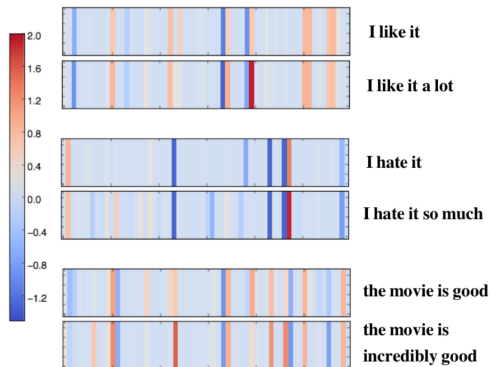 2.0
1.6
1.2
0.8
0.4
0.0
−0.4
−0.8
−1.2
I like it
I like it a lot
I hate it
I hate it so much
the movie is good
the movie is
incredibly good